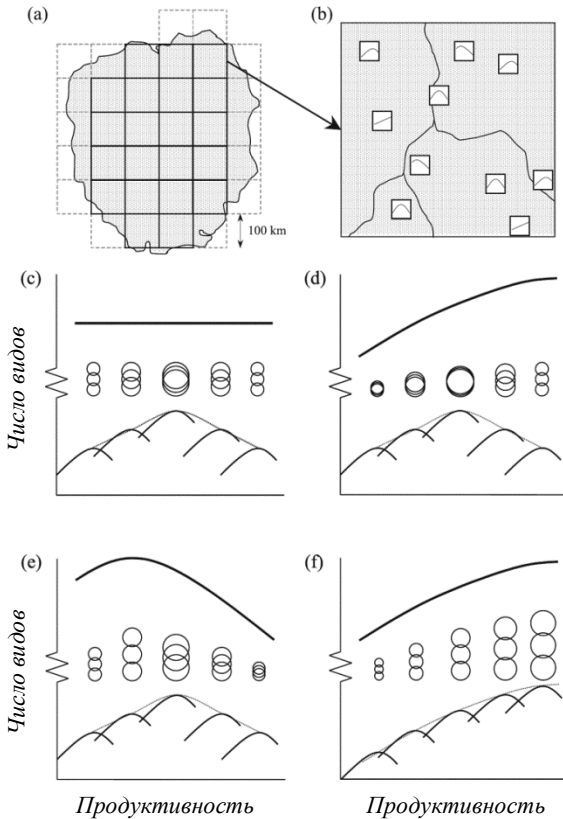 (a)
(b)
100 km
(c)
(d)
Число видов
(e)
(f)
Число видов
Продуктивность
Продуктивность